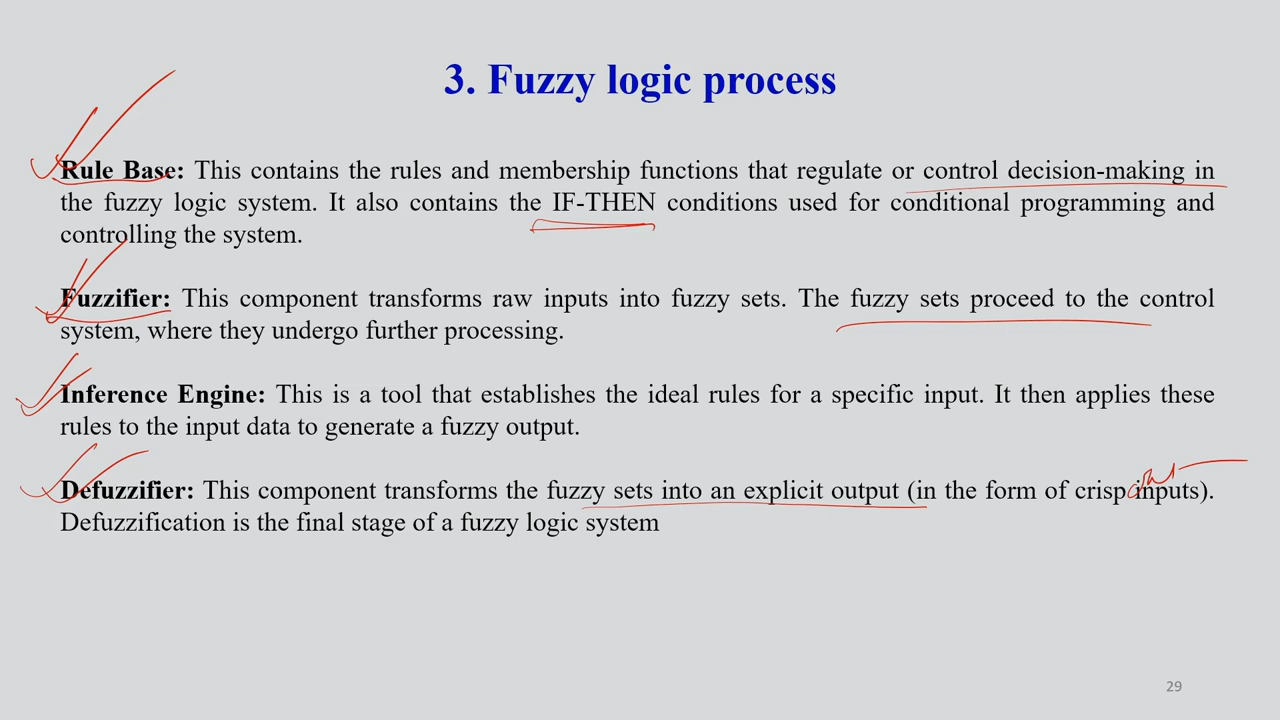 3. Fuzzy logic process
Rule Base: This contains the rules and membership functions that regulate or control decision-making in
the fuzzy logic system. It also contains the IF-THEN conditions used for conditional programming and
controlling the system.
Fuzzifier: This component transforms raw inputs into fuzzy sets. The fuzzy sets proceed to the control
system, where they undergo further processing.
Inference Engine: This is a tool that establishes the ideal rules for a specific input. It then applies these
rules to the input data to generate a fuzzy output.
out
Defuzzifier: This component transforms the fuzzy sets into an explicit output (in the form of crisp inputs).
Defuzzification is the final stage of a fuzzy logic system
29